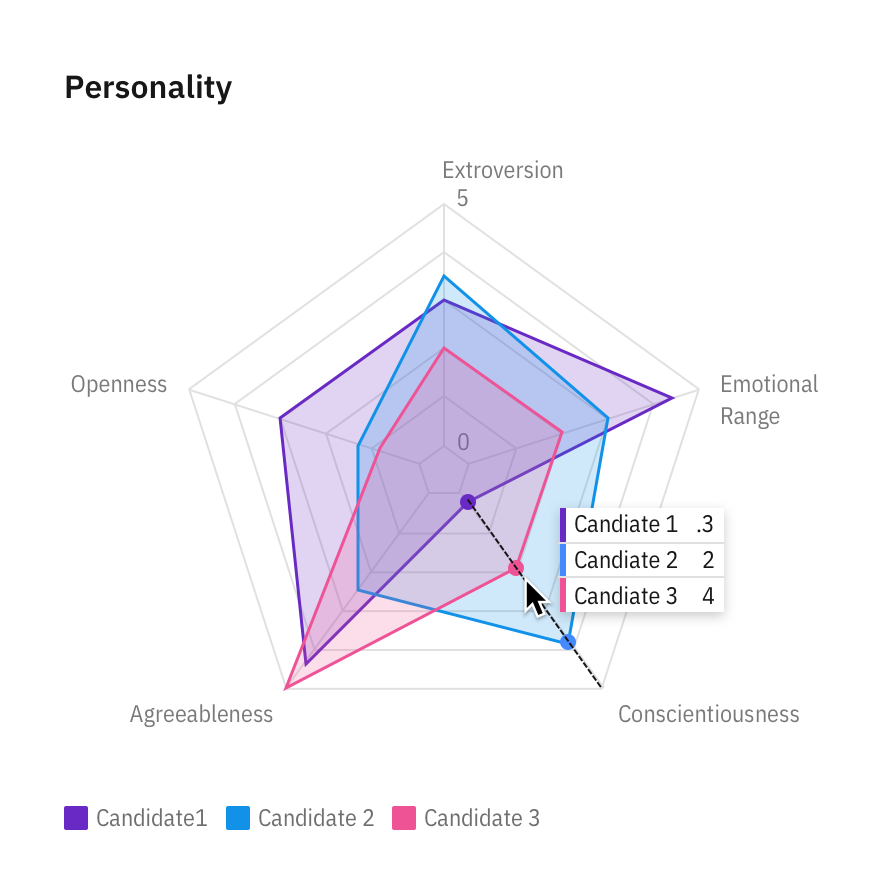 Personality
Extroversion
5
Openness
Emotional
Range
0
Candiate 1 .3
Candiate 2 2
Candiate 3 4
Agreeableness
Conscientiousness
Candidate1
Candidate 2
Candidate 3